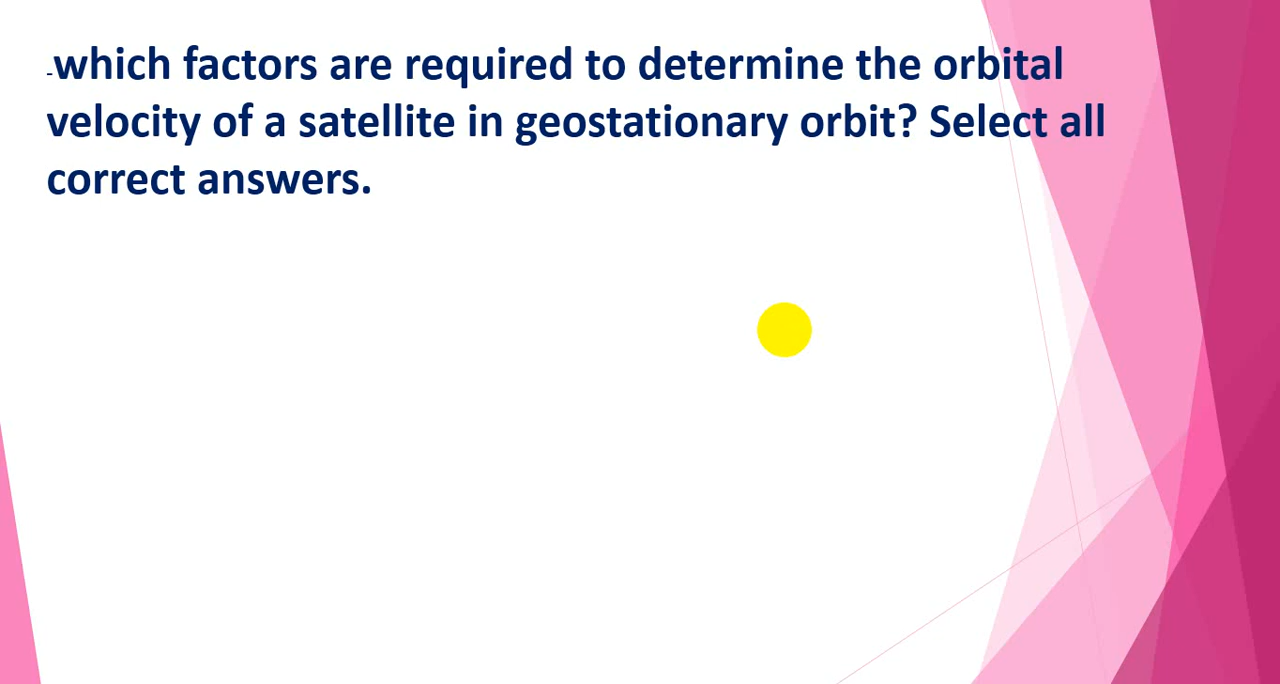 -which factors are required to determine the orbital
velocity of a satellite in geostationary orbit? Select all
correct answers.